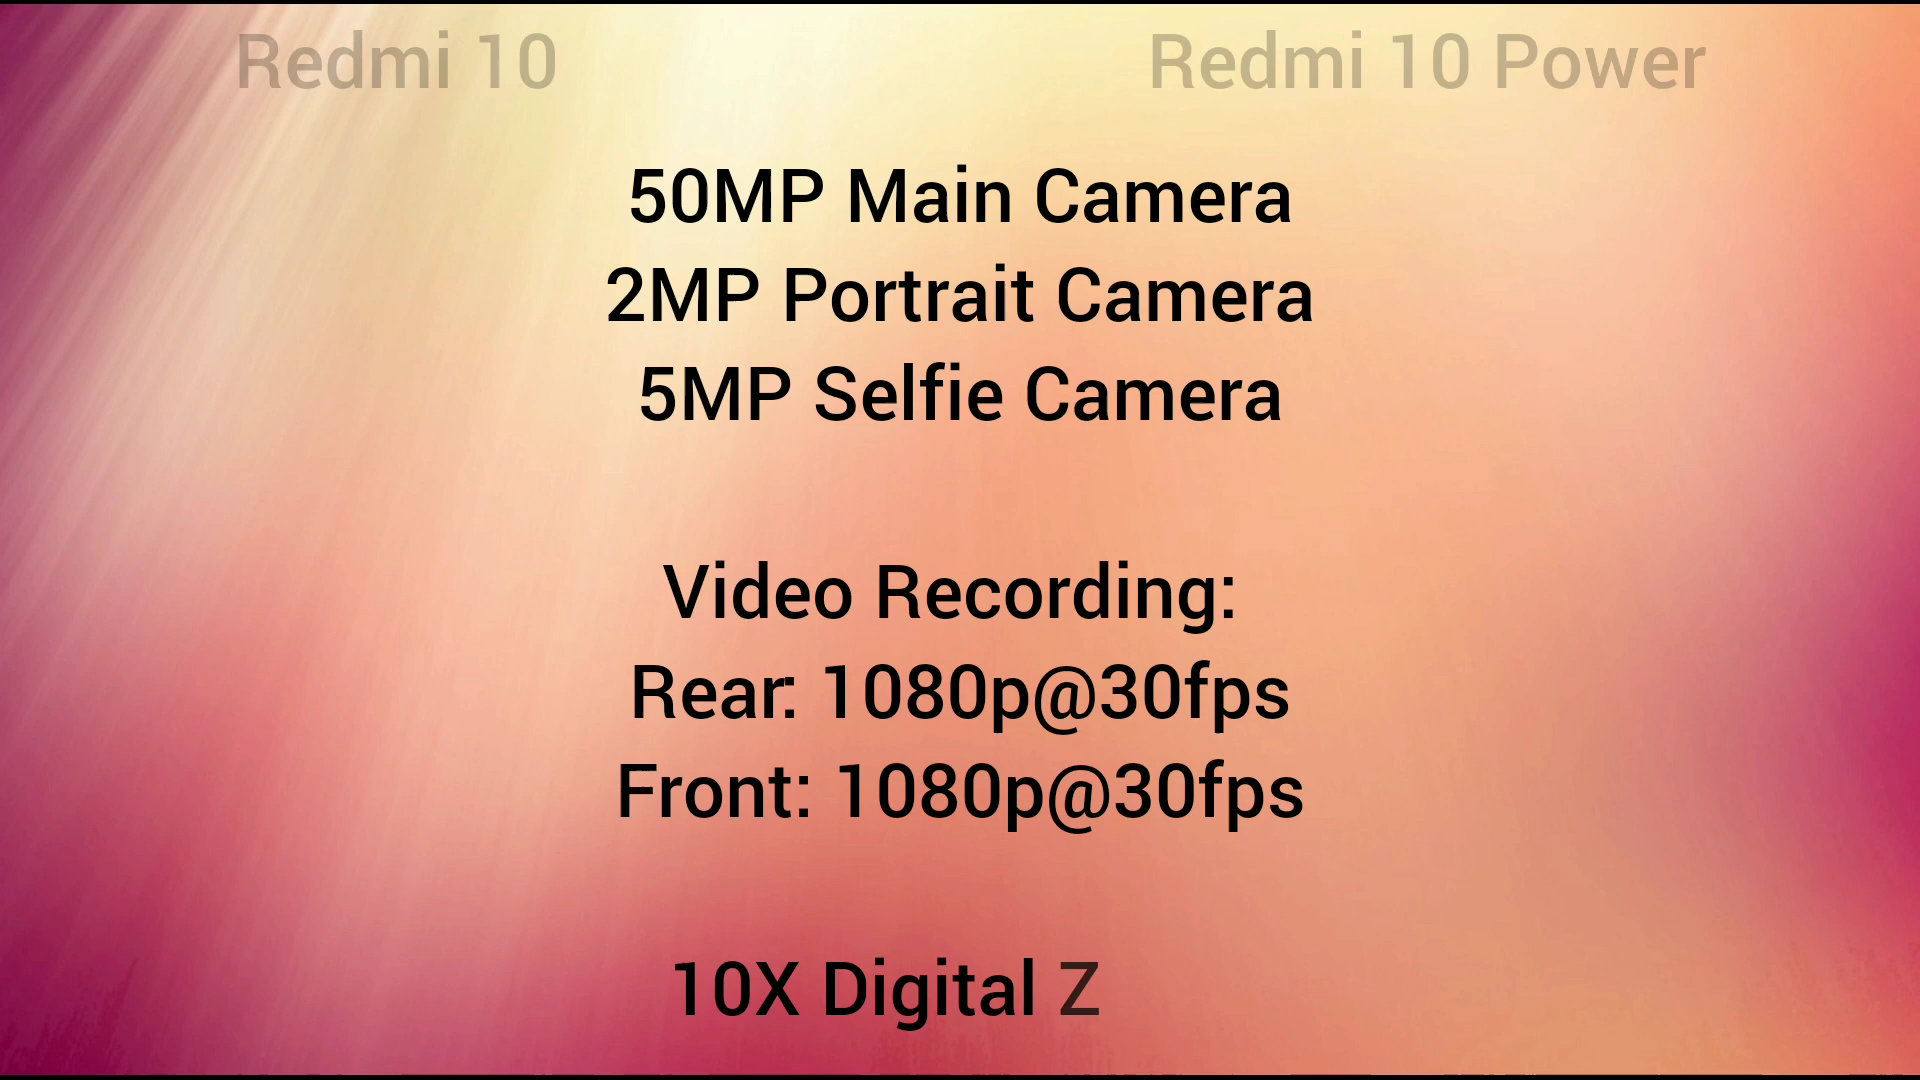 Redmi 10 Redmi 10 Power
50MP Main Camera
2MP Portrait Camera
5MP Selfie Camera
Video Recording:
Rear: 1080p@30fps
Front: 1080p@30fps
10X Digital Z